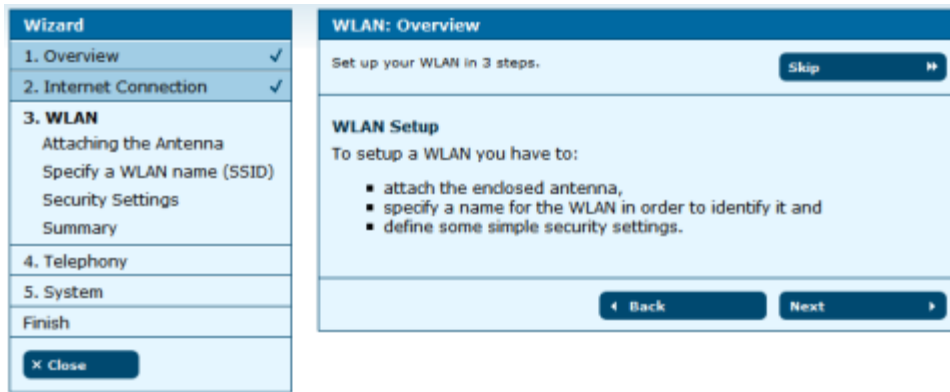 Wizard
1. Overview
2. Internet Connection
3. WLAN
Attaching the Antenna
Specify a WLAN name (SSID)
Security Settings
Summary
4. Telephony
5. System
Finish
Close
WLAN: Overview
Set up your WLAN in 3 steps.
Skip
WLAN Setup
To setup a WLAN you have to:
attach the enclosed antenna,
specify a name for the WLAN in order to identify it and
define some simple security settings.
Back
Next